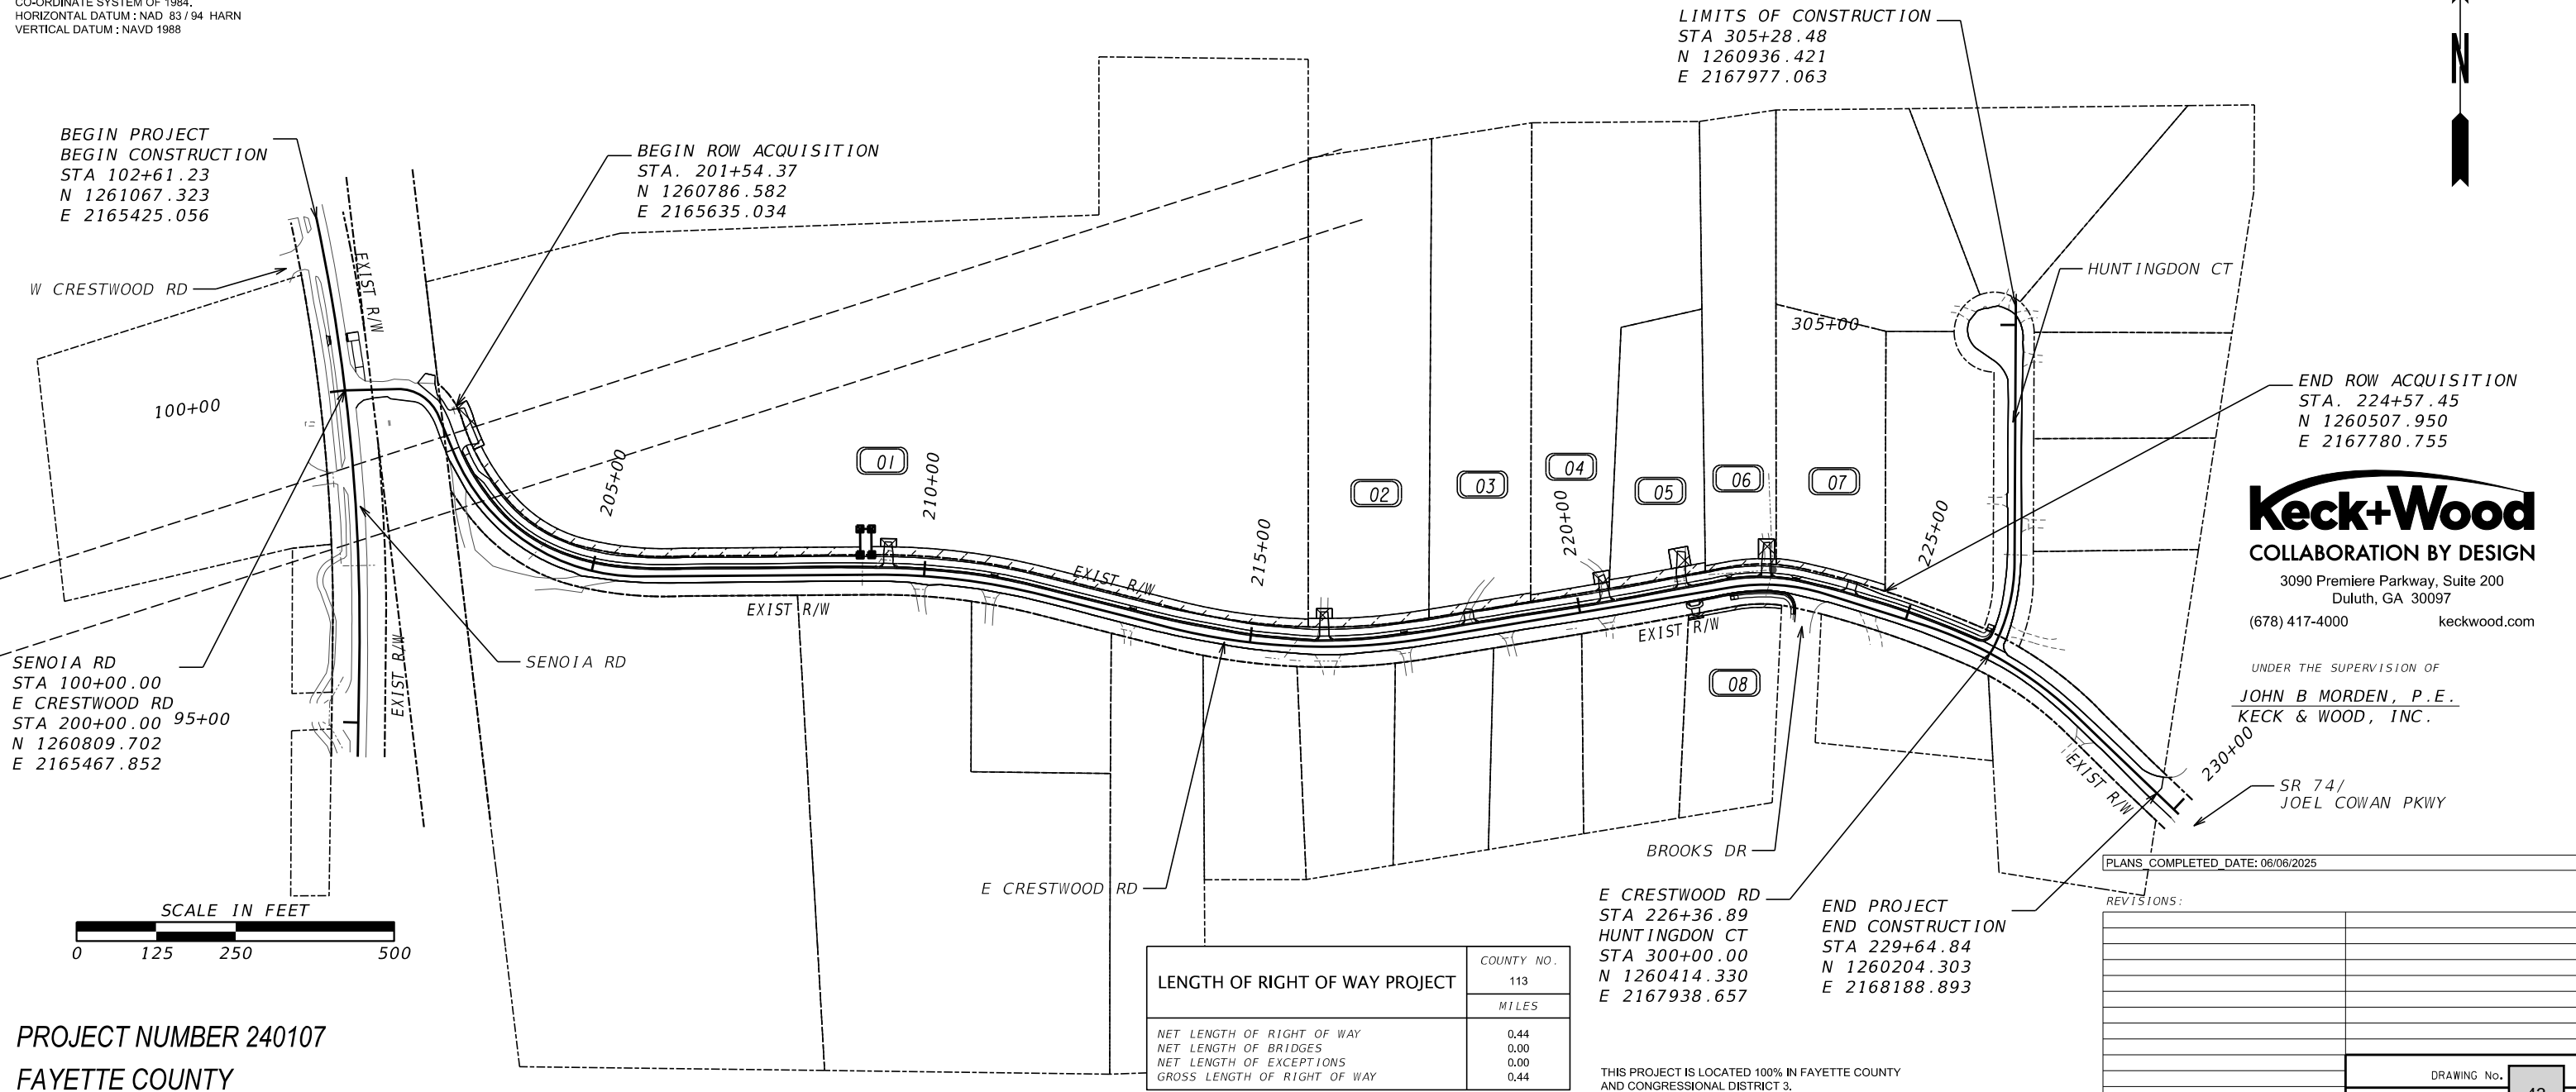 CO-ORDINATE SYSTEM OF 1984.
HORIZONTAL DATUM : NAD 83 / 94 HARN
VERTICAL DATUM : NAVD 1988
LIMITS OF CONSTRUCTION
STA 305+28.48
N 1260936.421
E 2167977.063
N
BEGIN PROJECT
BEGIN CONSTRUCTION
STA 102+61.23
N 1261067.323
E 2165425.056
BEGIN ROW ACQUISITION
STA. 201+54.37
N 1260786.582
E 2165635.034
W CRESTWOOD RD
EXIST R/W
HUNTINGDON CT
305+00
100+00
END ROW ACQUISITION
STA. 224+57.45
N 1260507.950
E 2167780.755
205+00
01
210+00
215+00
02
03
04
220+00
05
06
07
225+00
Keck+Wood
COLLABORATION BY DESIGN
3090 Premiere Parkway, Suite 200
Duluth, GA 30097
(678) 417-4000 keckwood.com
EXIST R/W
EXIST R/W
EXIST R/W
EXIST R/W
SENOIA RD
08
UNDER THE SUPERVISION OF
JOHN B MORDEN, P.E.
KECK & WOOD, INC.
SENOIA RD
STA 100+00.00
E CRESTWOOD RD
STA 200+00.00
N 1260809.702
E 2165467.852
95+00
230+00
EXIST R/W
SR 74/
JOEL COWAN PKWY
BROOKS DR
E CRESTWOOD RD
PLANS_COMPLETED_DATE: 06/06/2025
REVISIONS:
E CRESTWOOD RD
STA 226+36.89
HUNTINGDON CT
STA 300+00.00
N 1260414.330
E 2167938.657
END PROJECT
END CONSTRUCTION
STA 229+64.84
N 1260204.303
E 2168188.893
SCALE IN FEET
0 125 250 500
LENGTH OF RIGHT OF WAY PROJECT
COUNTY NO.
113
MILES
NET LENGTH OF RIGHT OF WAY 0.44
NET LENGTH OF BRIDGES 0.00
NET LENGTH OF EXCEPTIONS 0.00
GROSS LENGTH OF RIGHT OF WAY 0.44
PROJECT NUMBER 240107
FAYETTE COUNTY
THIS PROJECT IS LOCATED 100% IN FAYETTE COUNTY
AND CONGRESSIONAL DISTRICT 3.
DRAWING No.